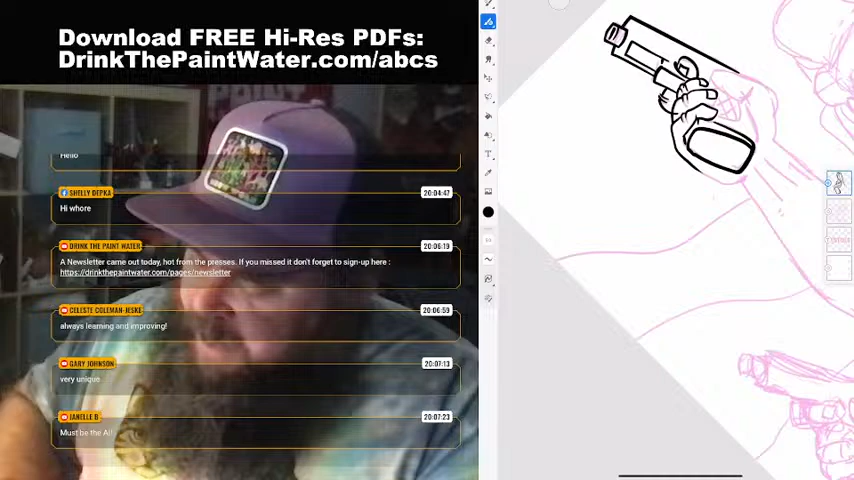 Download FREE Hi-Res PDFs:
DrinkThePaintWater.com/abcs
Hello
SHELLY DEPKA
20:04:47
Hi whore
DRINK THE PAINT WATER
20:06:19
A Newsletter came out today, hot from the presses. If you missed it don't forget to sign-up here :
https://drinkthepaintwater.com/pages/newsletter
CELESTE COLEMAN-JESKE
20:06:59
always learning and improving!
GARY JOHNSON
20:07:13
very unique
JANELLE B
20:07:23
Must be the AI!